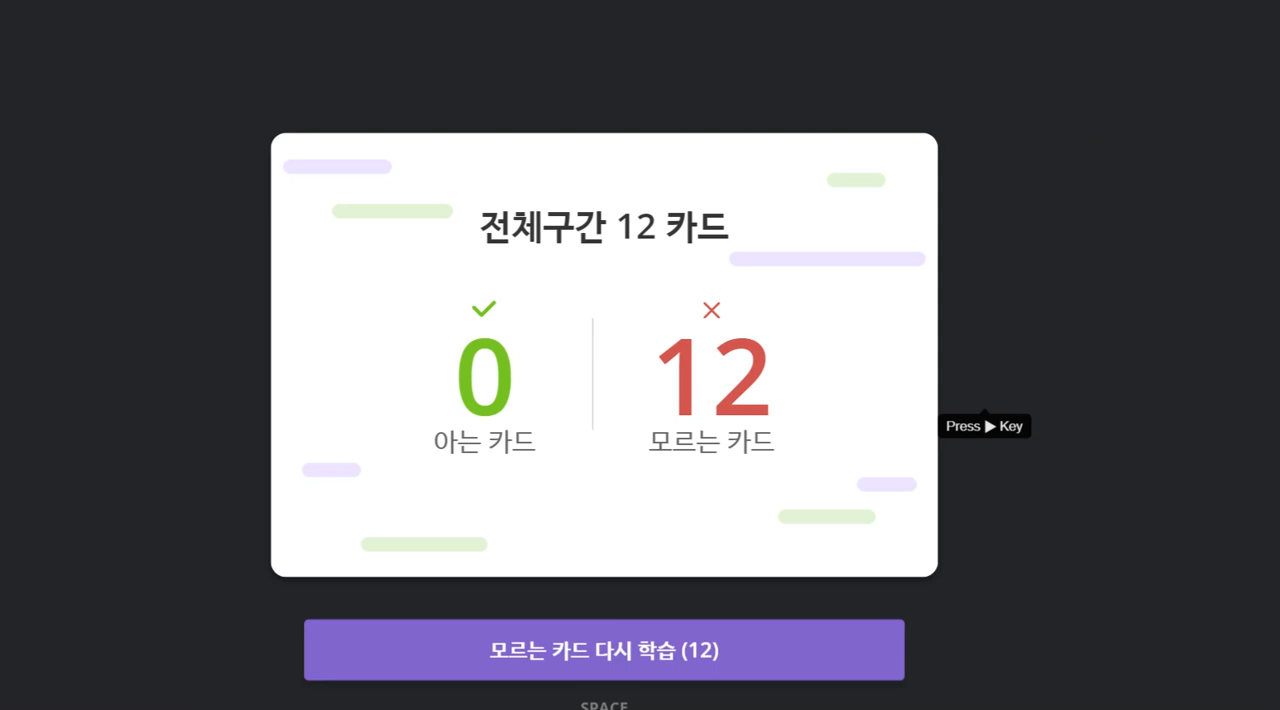 전체구간 12 카드
0
12
아는 카드
모르는 카드
Press ▶ Key
모르는 카드 다시 학습 (12)
SPACE